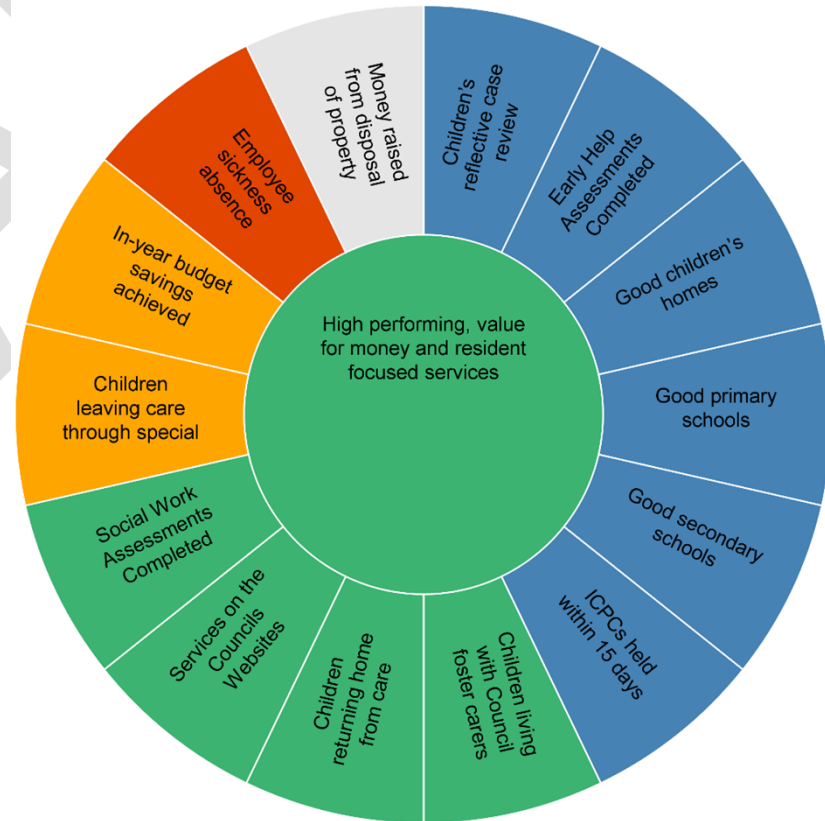 Money raised
from disposal
of property
Children's
reflective case
review
Early Help
Assessments
Completed
Good children's
homes
Good primary
schools
Good secondary
schools
ICPCs held
within 15 days
Children living
with Council
foster carers
Children
returning home
from care
Services on the
Councils
Websites
Social Work
Assessments
Completed
Children
leaving care
through special
In-year budget
savings
achieved
Employee
sickness
absence
High performing, value
for money and resident
focused services